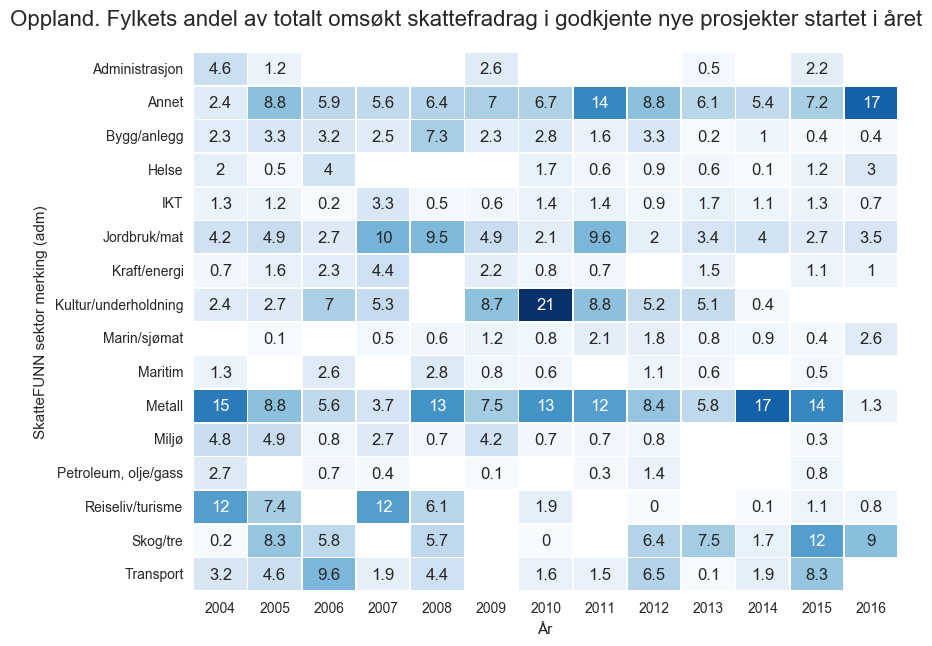 Oppland. Fylkets andel av totalt omsøkt skattefradrag i godkjente nye prosjekter startet i året
SkatteFUNN sektor merking (adm)
Administrasjon 4.6 1.2 2.6 0.5 2.2
Annet 2.4 8.8 5.9 5.6 6.4 7 6.7 14 8.8 6.1 5.4 7.2 17
Bygg/anlegg 2.3 3.3 3.2 2.5 7.3 2.3 2.8 1.6 3.3 0.2 1 0.4 0.4
Helse 2 0.5 4 1.7 0.6 0.9 0.6 0.1 1.2 3
IKT 1.3 1.2 0.2 3.3 0.5 0.6 1.4 1.4 0.9 1.7 1.1 1.3 0.7
Jordbruk/mat 4.2 4.9 2.7 10 9.5 4.9 2.1 9.6 2 3.4 4 2.7 3.5
Kraft/energi 0.7 1.6 2.3 4.4 2.2 0.8 0.7 1.5 1.1 1
Kultur/underholdning 2.4 2.7 7 5.3 8.7 21 8.8 5.2 5.1 0.4
Marin/sjømat 0.1 0.5 0.6 1.2 0.8 2.1 1.8 0.8 0.9 0.4 2.6
Maritim 1.3 2.6 2.8 0.8 0.6 1.1 0.6 0.5
Metall 15 8.8 5.6 3.7 13 7.5 13 12 8.4 5.8 17 14 1.3
Miljø 4.8 4.9 0.8 2.7 0.7 4.2 0.7 0.7 0.8 0.3
Petroleum, olje/gass 2.7 0.7 0.4 0.1 0.3 1.4 0.8
Reiseliv/turisme 12 7.4 12 6.1 1.9 0 0.1 1.1 0.8
Skog/tre 0.2 8.3 5.8 5.7 0 6.4 7.5 1.7 12 9
Transport 3.2 4.6 9.6 1.9 4.4 1.6 1.5 6.5 0.1 1.9 8.3
2004 2005 2006 2007 2008 2009 2010 2011 2012 2013 2014 2015 2016
År